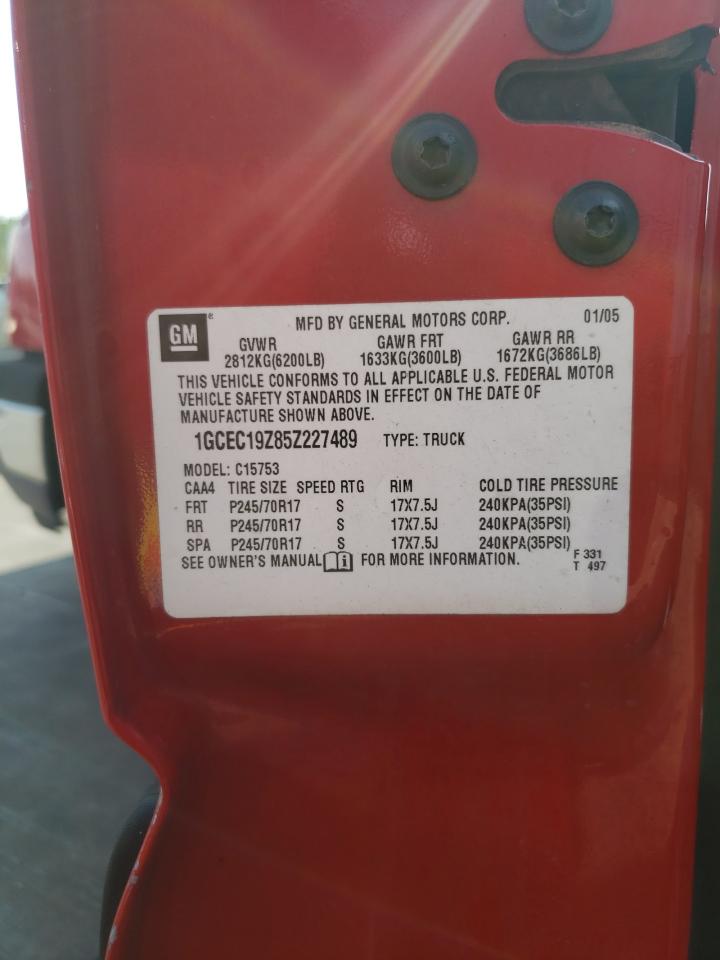 GM ® MFD BY GENERAL MOTORS CORP. 01/05
GVWR GAWR FRT GAWR RR
2812KG(6200LB) 1633KG(3600LB) 1672KG(3686LB)
THIS VEHICLE CONFORMS TO ALL APPLICABLE U.S. FEDERAL MOTOR
VEHICLE SAFETY STANDARDS IN EFFECT ON THE DATE OF
MANUFACTURE SHOWN ABOVE.
1GCEC19Z85Z227489 TYPE: TRUCK
MODEL: C15753
CAA4 TIRE SIZE SPEED RTG RIM COLD TIRE PRESSURE
FRT P245/70R17 S 17X7.5J 240KPA(35PSI)
RR P245/70R17 S 17X7.5J 240KPA(35PSI)
SPA P245/70R17 S 17X7.5J 240KPA(35PSI)
SEE OWNER'S MANUAL i FOR MORE INFORMATION. F 331
T 497